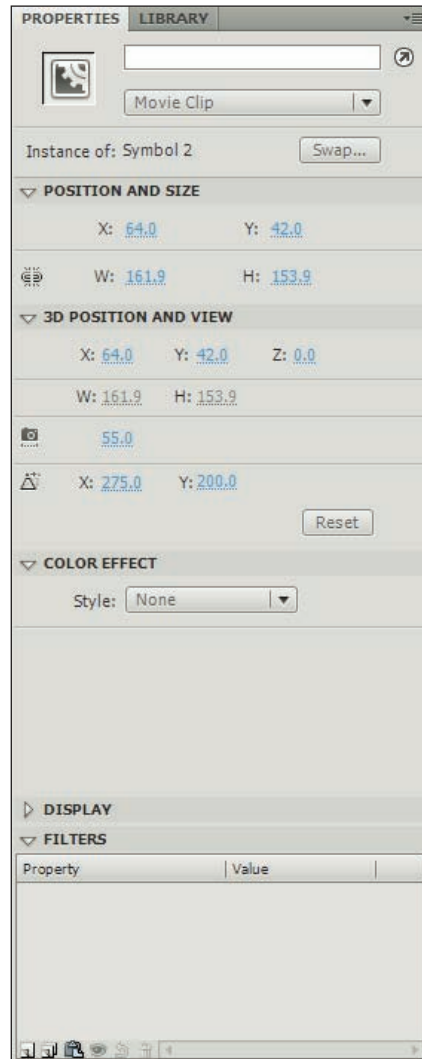 PROPERTIES LIBRARY
Movie Clip
Instance of: Symbol 2 Swap...
POSITION AND SIZE
X: 64.0 Y: 42.0
W: 161.9 H: 153.9
3D POSITION AND VIEW
X: 64.0 Y: 42.0 Z: 0.0
W: 161.9 H: 153.9
55.0
X: 275.0 Y: 200.0
Reset
COLOR EFFECT
Style: None
DISPLAY
FILTERS
Property Value